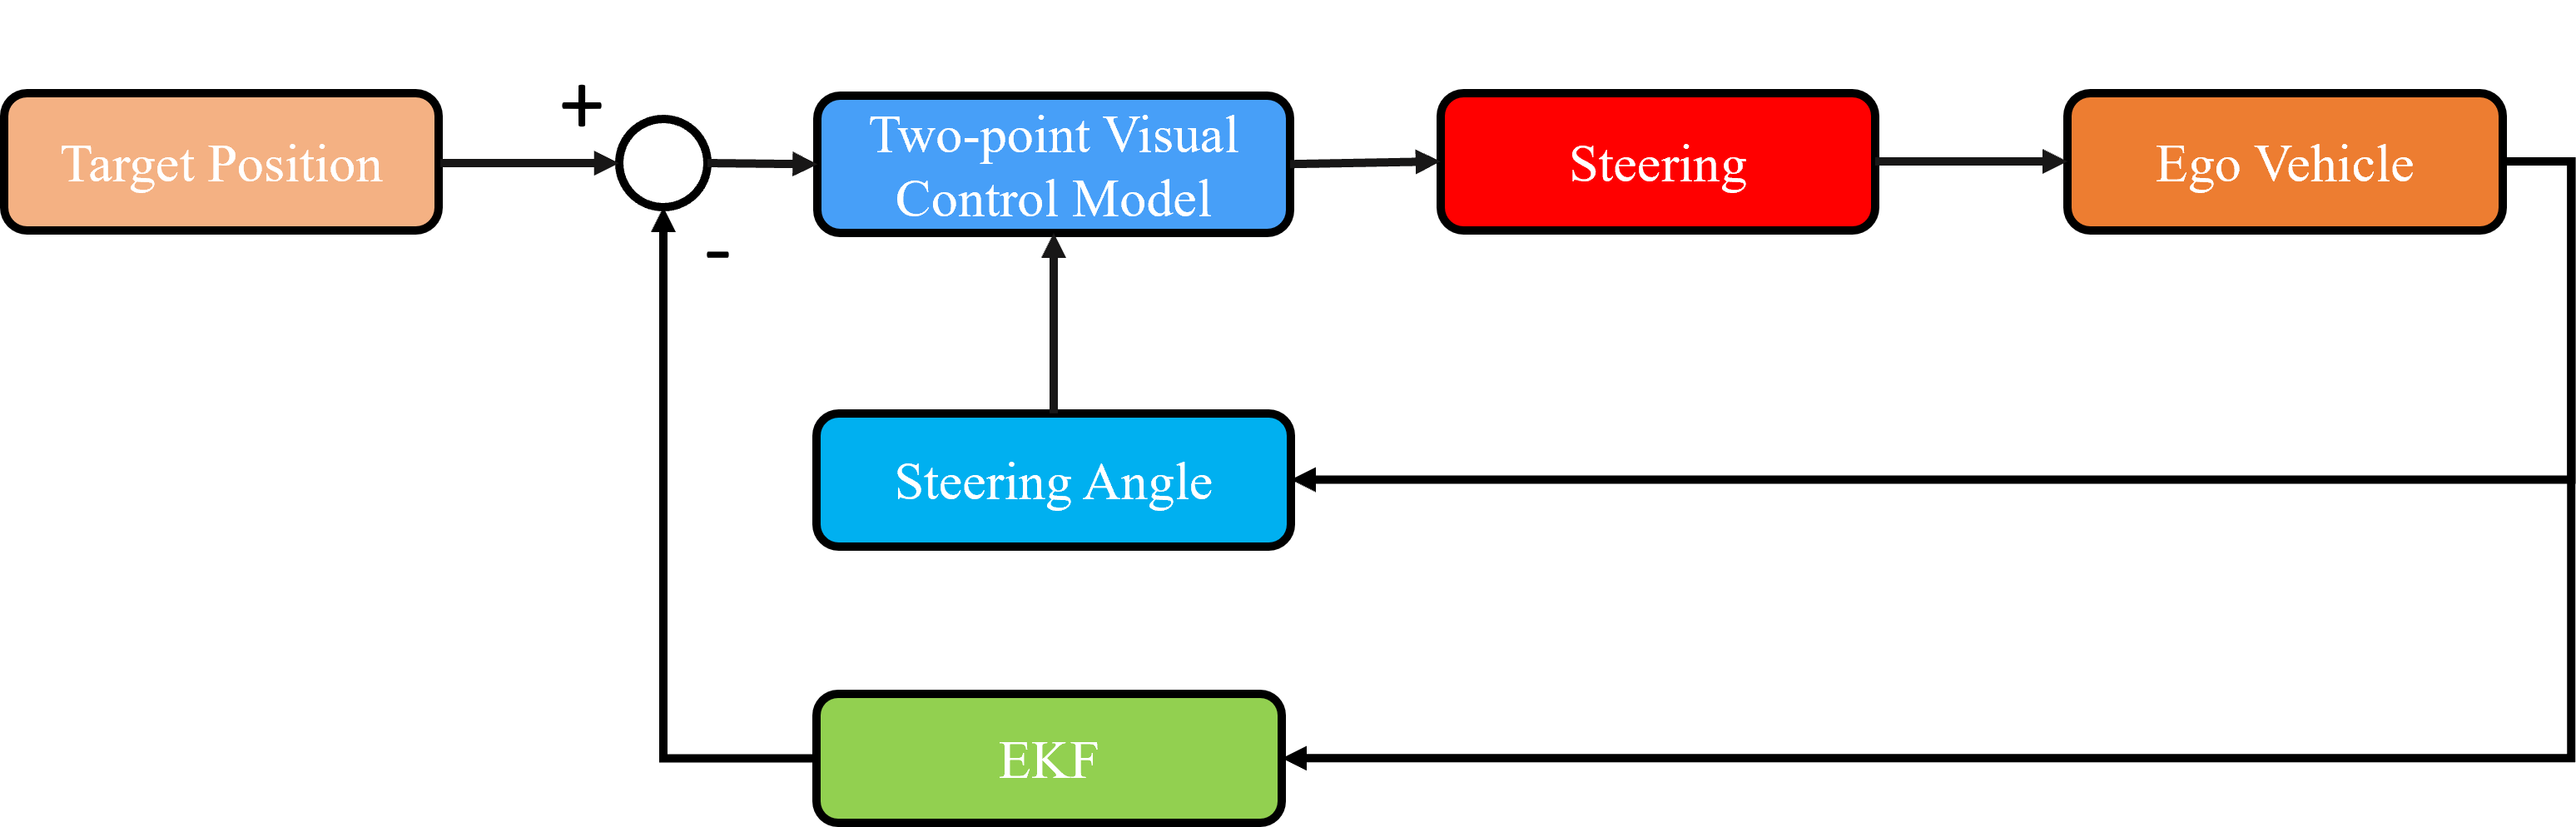 +
Target Position
Two-point Visual
Control Model
Steering
Ego Vehicle
-
Steering Angle
EKF